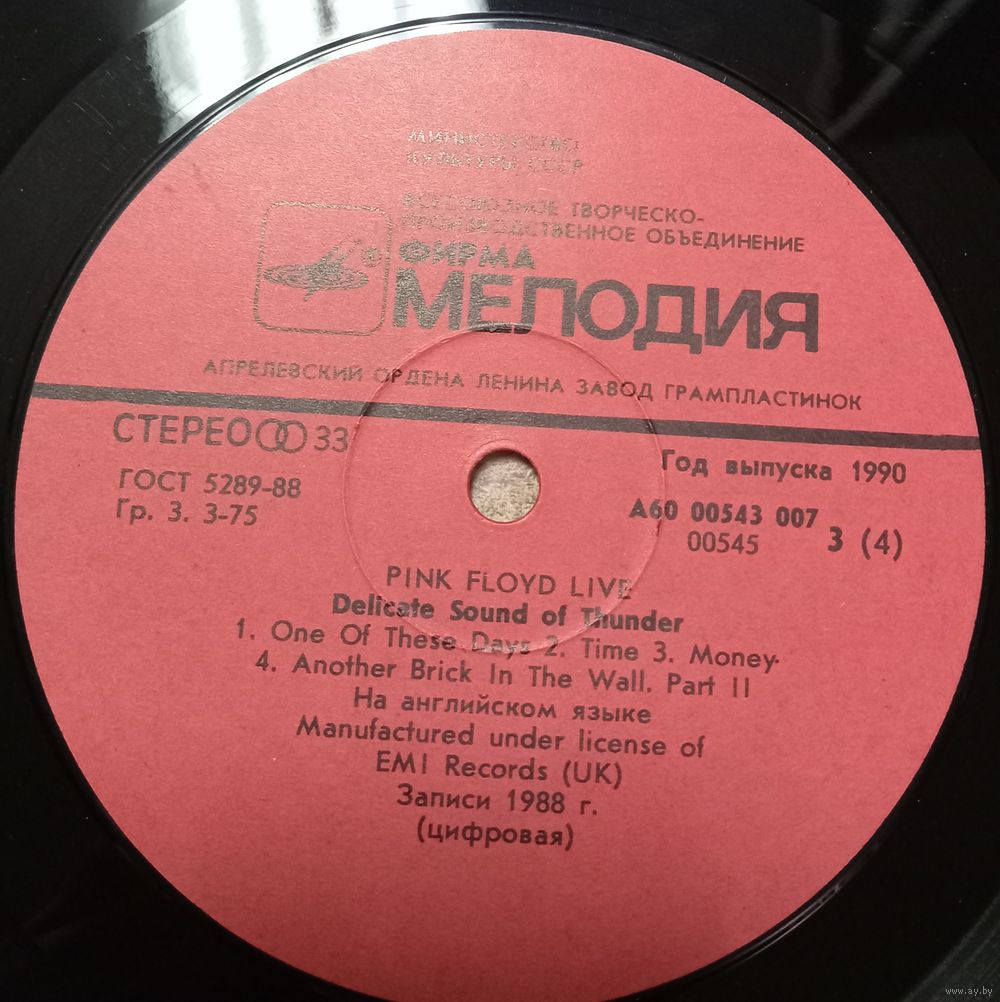 МИНИСТЕРСТВО
КУЛЬТУРЫ СССР
ВСЕСОЮЗНОЕ ТВОРЧЕСКО-
ПРОИЗВОДСТВЕННОЕ ОБЪЕДИНЕНИЕ
ФИРМА
МЕЛОДИЯ
АПРЕЛЕВСКИЙ ОРДЕНА ЛЕНИНА ЗАВОД ГРАМПЛАСТИНОК
СТЕРЕО 33
ГОСТ 5289-88
Гр. 3. 3-75
Год выпуска 1990
А60 00543 007
00545
3 (4)
PINK FLOYD LIVE
Delicate Sound of Thunder
1. One Of These Days 2. Time 3. Money.
4. Another Brick In The Wall. Part II
На английском языке
Manufactured under license of
EMI Records (UK)
Записи 1988 г.
(цифровая)
www.ay.by